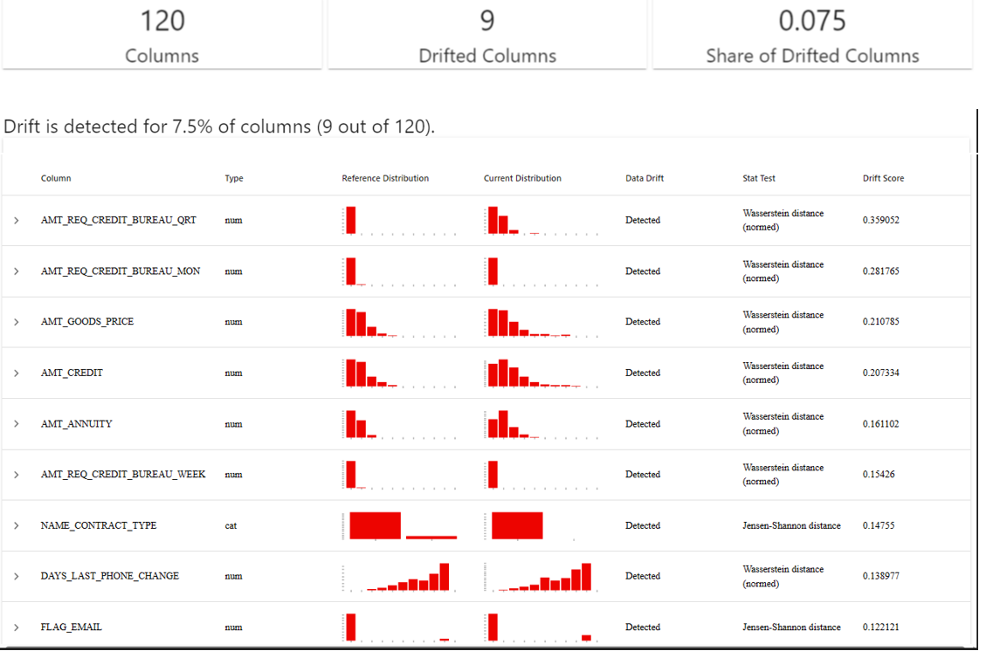 120
Columns
9
Drifted Columns
0.075
Share of Drifted Columns
Drift is detected for 7.5% of columns (9 out of 120).
Column Type Reference Distribution Current Distribution Data Drift Stat Test Drift Score
AMT_REQ_CREDIT_BUREAU_QRT num Detected Wasserstein distance (normed) 0.359052
AMT_REQ_CREDIT_BUREAU_MON num Detected Wasserstein distance (normed) 0.281765
AMT_GOODS_PRICE num Detected Wasserstein distance (normed) 0.210785
AMT_CREDIT num Detected Wasserstein distance (normed) 0.207334
AMT_ANNUITY num Detected Wasserstein distance (normed) 0.161102
AMT_REQ_CREDIT_BUREAU_WEEK num Detected Wasserstein distance (normed) 0.15426
NAME_CONTRACT_TYPE cat Detected Jensen-Shannon distance 0.14755
DAYS_LAST_PHONE_CHANGE num Detected Wasserstein distance (normed) 0.138977
FLAG_EMAIL num Detected Jensen-Shannon distance 0.122121